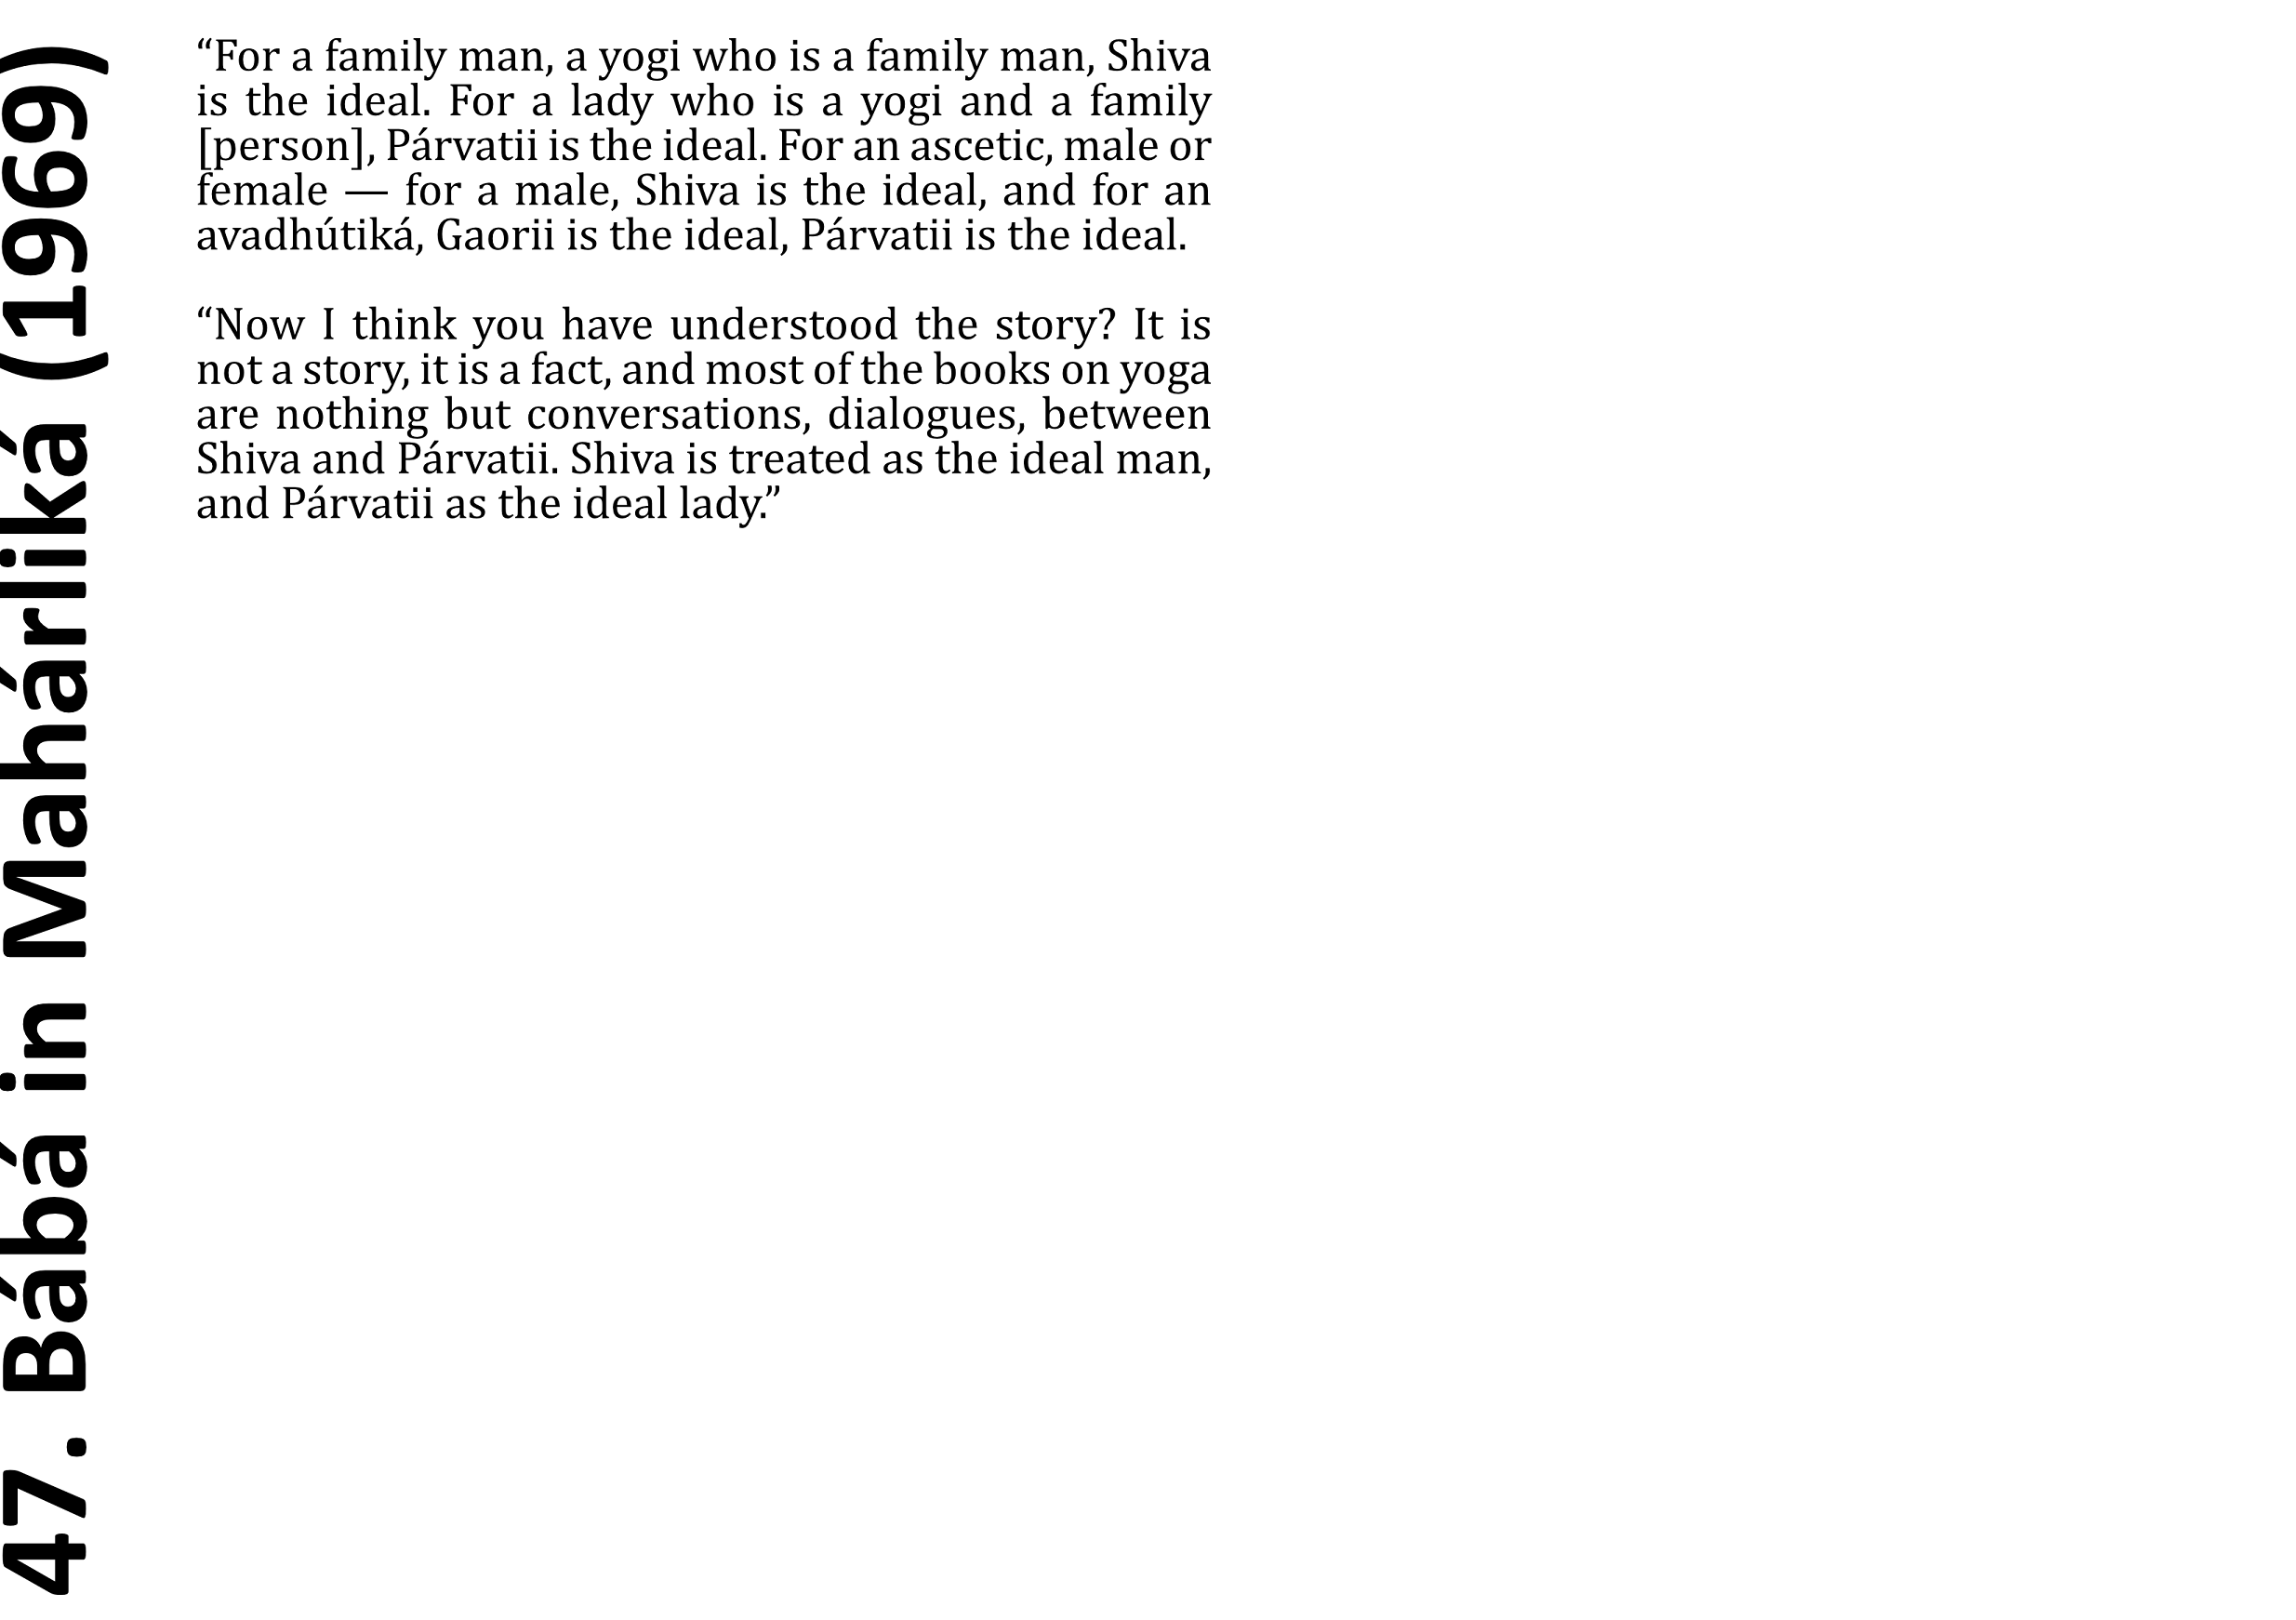 47. Bábá in Mahárliká (1969)
“For a family man, a yogi who is a family man, Shiva
is the ideal. For a lady who is a yogi and a family
[person], Párvatii is the ideal. For an ascetic, male or
female — for a male, Shiva is the ideal, and for an
avadhútiká, Gaorii is the ideal, Párvatii is the ideal.
“Now I think you have understood the story? It is
not a story, it is a fact, and most of the books on yoga
are nothing but conversations, dialogues, between
Shiva and Párvatii. Shiva is treated as the ideal man,
and Párvatii as the ideal lady.”